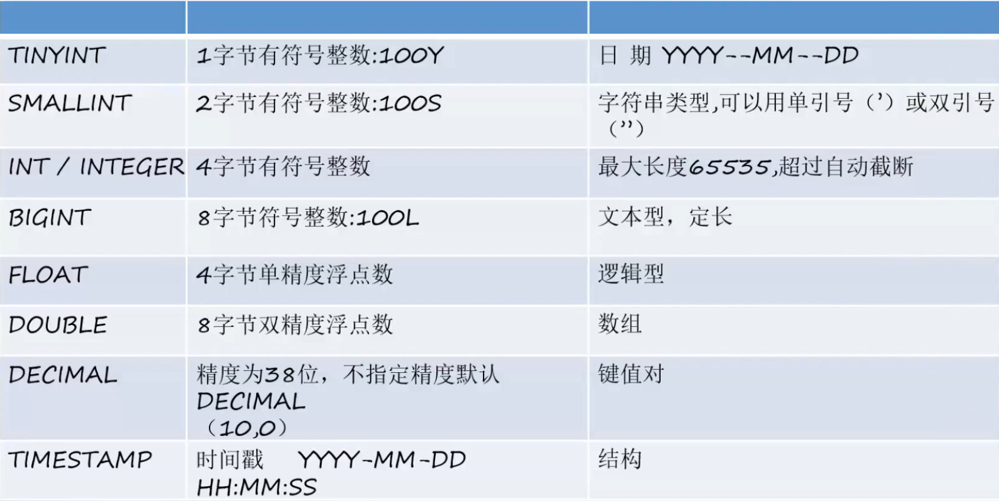 TINYINT
1字节有符号整数:100Y
日 期 YYYY--MM--DD
SMALLINT
2字节有符号整数:100S
字符串类型,可以用单引号（’）或双引号
（’’）
INT / INTEGER
4字节有符号整数
最大长度65535,超过自动截断
BIGINT
8字节符号整数:100L
文本型，定长
FLOAT
4字节单精度浮点数
逻辑型
DOUBLE
8字节双精度浮点数
数组
DECIMAL
精度为38位，不指定精度默认
DECIMAL
（10,0）
键值对
TIMESTAMP
时间戳 YYYY-MM-DD
HH:MM:SS
结构